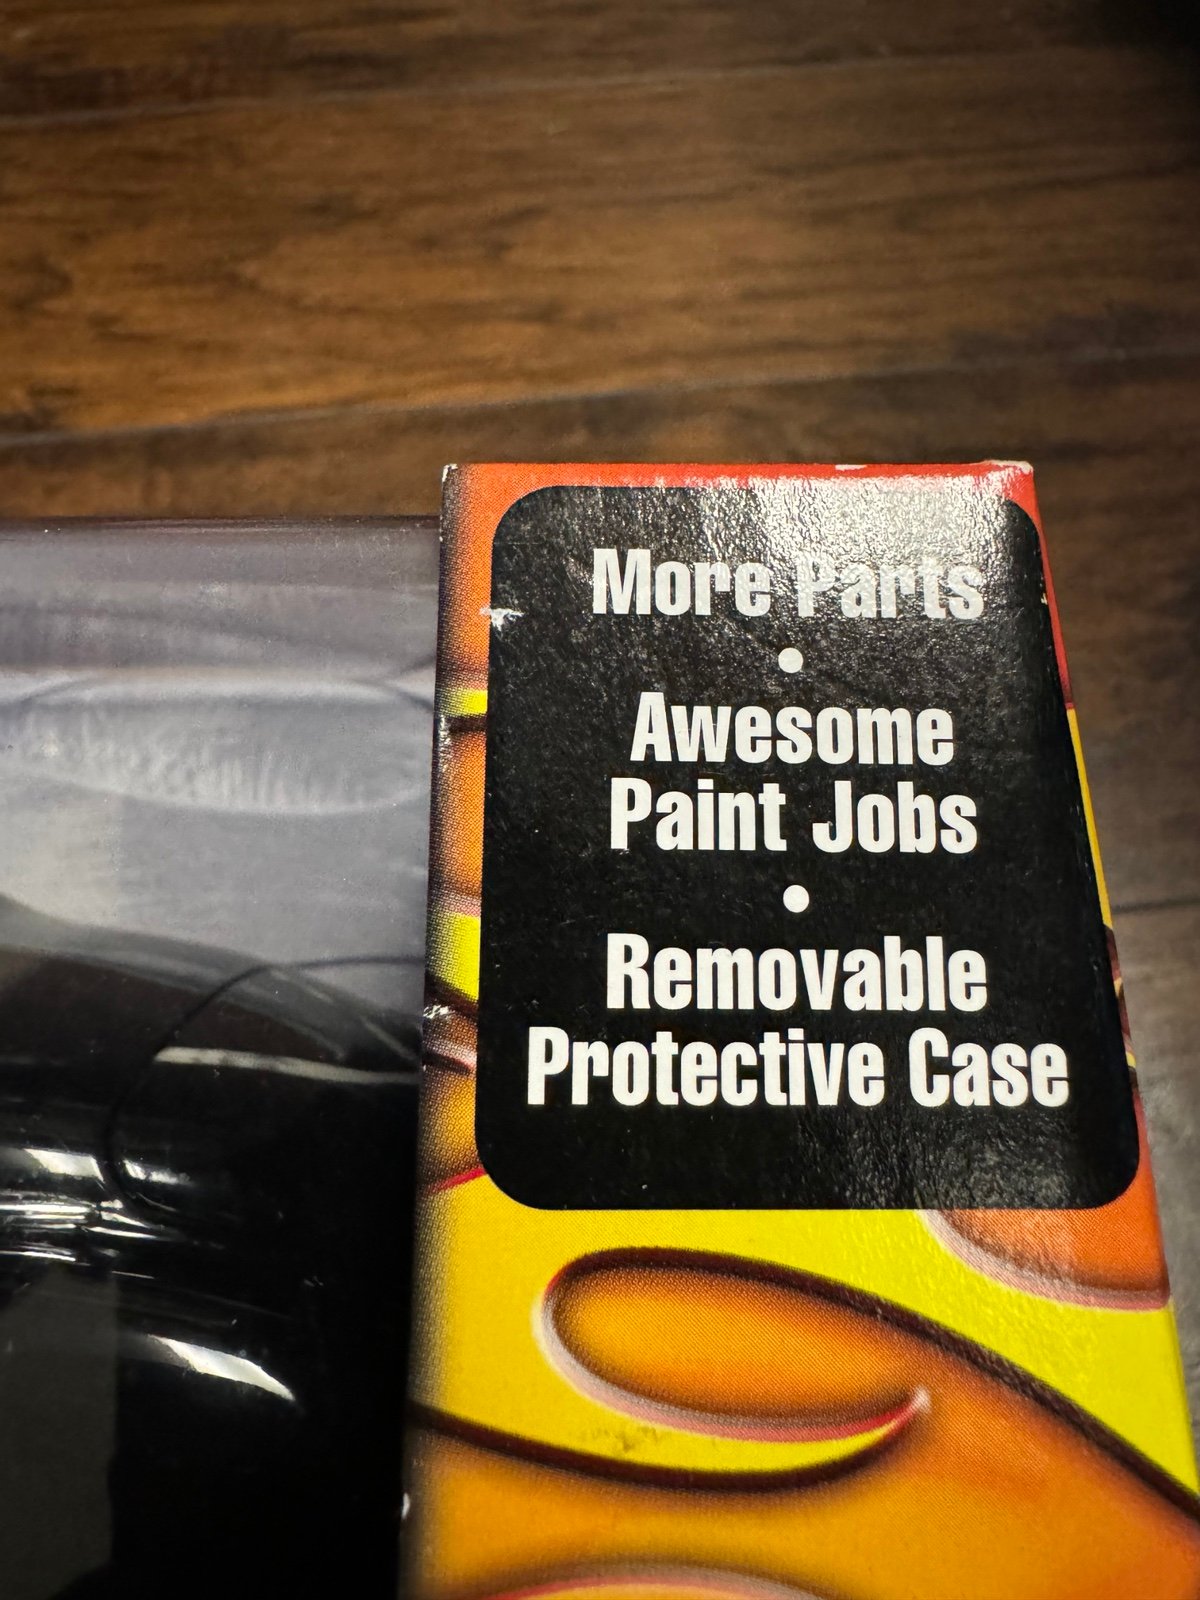 More Parts
•
Awesome
Paint Jobs
•
Removable
Protective Case